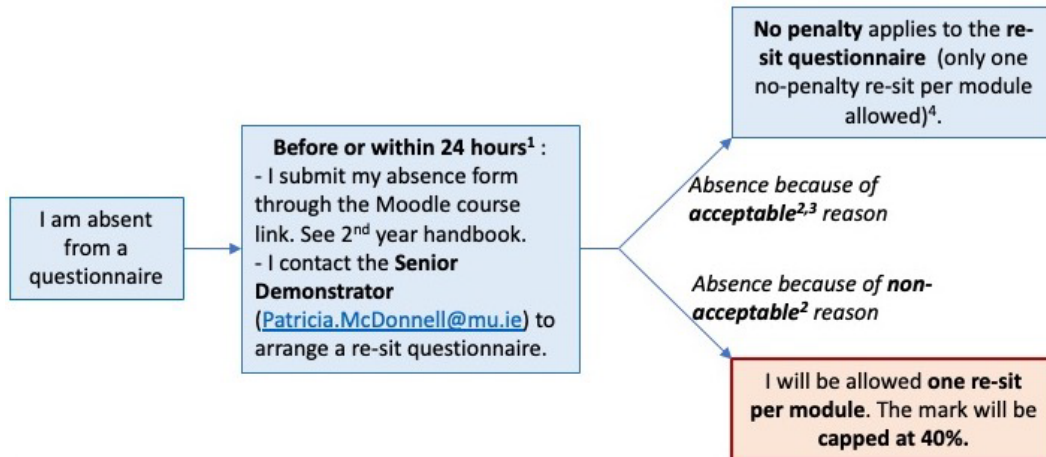 I am absent
from a
questionnaire
Before or within 24 hours¹ :
- I submit my absence form
through the Moodle course
link. See 2ⁿᵈ year handbook.
- I contact the Senior
Demonstrator
(Patricia.McDonnell@mu.ie) to
arrange a re-sit questionnaire.
No penalty applies to the re-
sit questionnaire (only one
no-penalty re-sit per module
allowed)⁴.
Absence because of
acceptable²,³ reason
Absence because of non-
acceptable² reason
I will be allowed one re-sit
per module. The mark will be
capped at 40%.